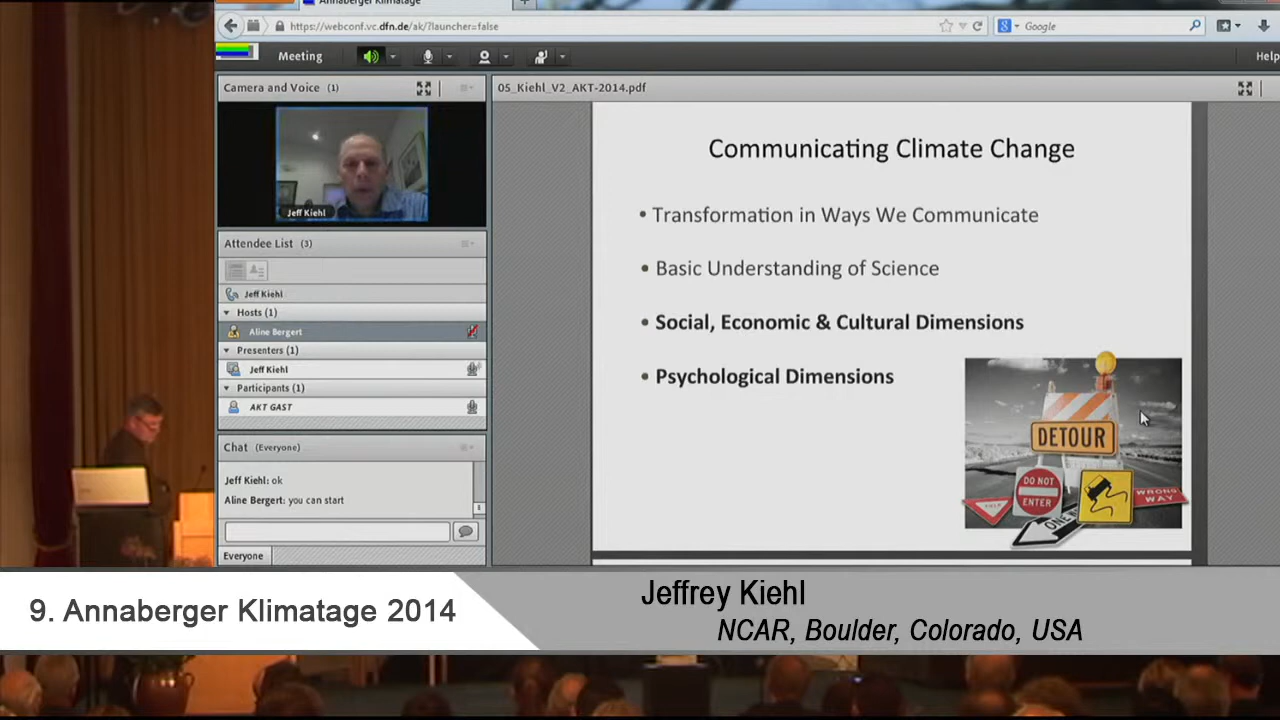 Annaberger Klimatage
https://webconf.vc.dfn.de/ak/?launcher=false
Google
Meeting
Help
Camera and Voice (1)
05_Kiehl_V2_AKT-2014.pdf
Jeff Kiehl
Attendee List (3)
Jeff Kiehl
Hosts (1)
Aline Bergert
Presenters (1)
Jeff Kiehl
Participants (1)
AKT GAST
Chat (Everyone)
Jeff Kiehl: ok
Aline Bergert: you can start
Everyone
Communicating Climate Change
• Transformation in Ways We Communicate
• Basic Understanding of Science
• Social, Economic & Cultural Dimensions
• Psychological Dimensions
DETOUR
DO NOT
ENTER
WRONG
WAY
YIELD
ONE
9. Annaberger Klimatage 2014
Jeffrey Kiehl
NCAR, Boulder, Colorado, USA